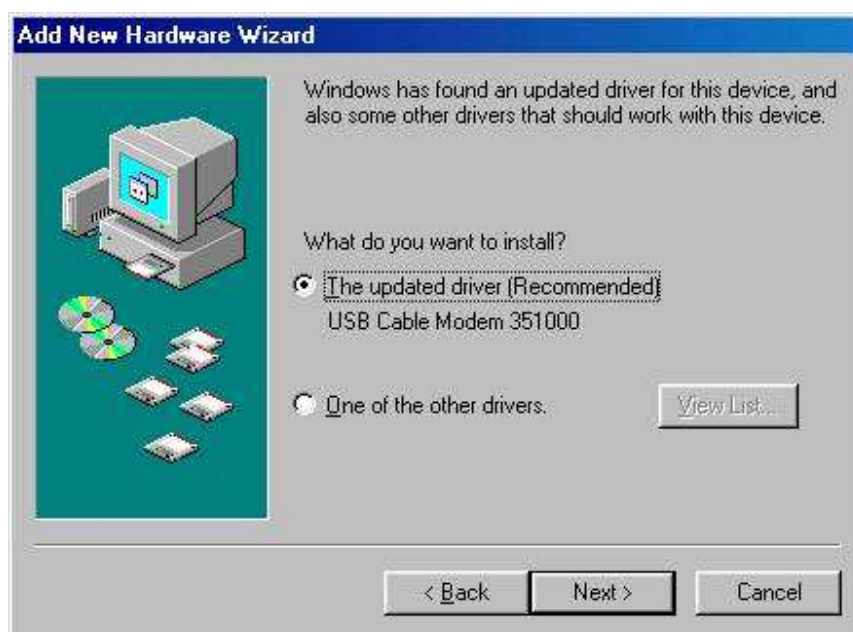 Add New Hardware Wizard
Windows has found an updated driver for this device, and
also some other drivers that should work with this device.
What do you want to install?
The updated driver (Recommended)
USB Cable Modem 351000
One of the other drivers.
View List...
< Back
Next >
Cancel